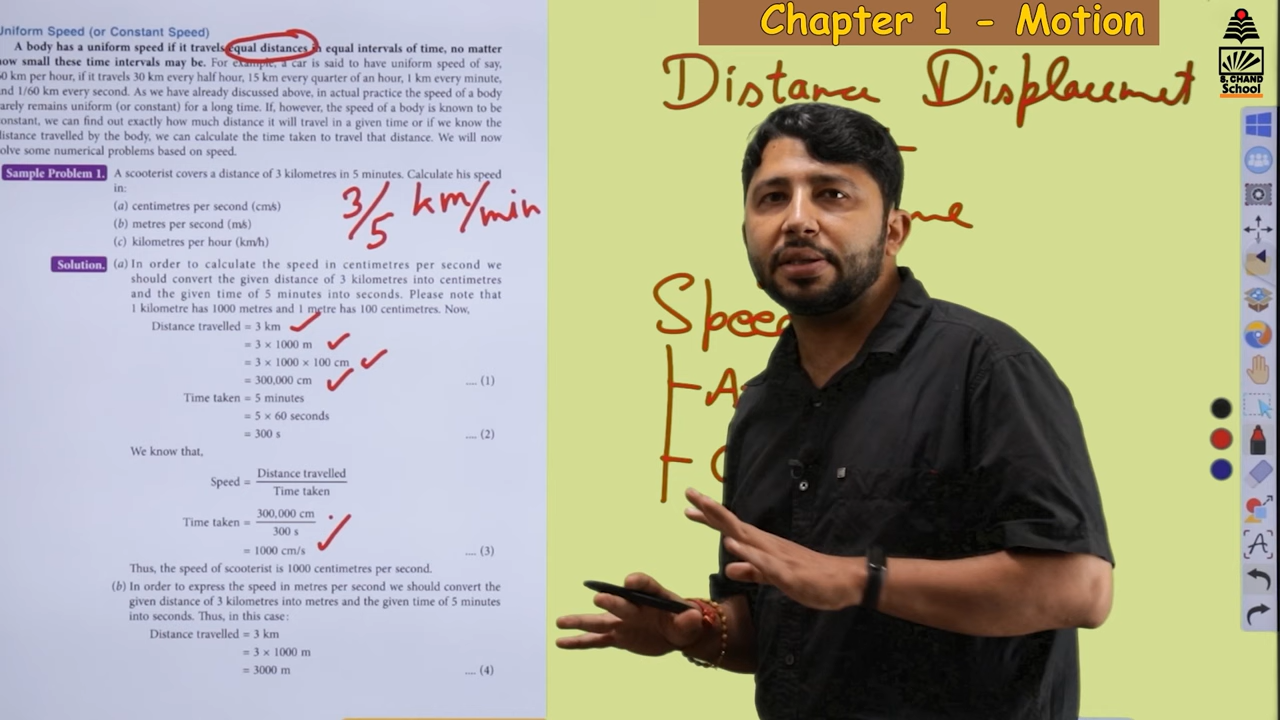 Chapter 1 - Motion
S. CHAND
School
Uniform Speed (or Constant Speed)
A body has a uniform speed if it travels equal distances in equal intervals of time, no matter
how small these time intervals may be. For example, a car is said to have uniform speed of say,
60 km per hour, if it travels 30 km every half hour, 15 km every quarter of an hour, 1 km every minute,
and 1/60 km every second. As we have already discussed above, in actual practice the speed of a body
rarely remains uniform (or constant) for a long time. If, however, the speed of a body is known to be
constant, we can find out exactly how much distance it will travel in a given time or if we know the
distance travelled by the body, we can calculate the time taken to travel that distance. We will now
solve some numerical problems based on speed.
Sample Problem 1. A scooterist covers a distance of 3 kilometres in 5 minutes. Calculate his speed
in:
(a) centimetres per second (cm/s)
(b) metres per second (m/s)
(c) kilometres per hour (km/h)
3/5 km/min
Solution. (a) In order to calculate the speed in centimetres per second we
should convert the given distance of 3 kilometres into centimetres
and the given time of 5 minutes into seconds. Please note that
1 kilometre has 1000 metres and 1 metre has 100 centimetres. Now,
Distance travelled = 3 km
= 3 × 1000 m
= 3 × 1000 × 100 cm
= 300,000 cm .... (1)
Time taken = 5 minutes
= 5 × 60 seconds
= 300 s .... (2)
We know that,
Speed = Distance travelled / Time taken
Time taken = 300,000 cm / 300 s
= 1000 cm/s .... (3)
Thus, the speed of scooterist is 1000 centimetres per second.
(b) In order to express the speed in metres per second we should convert the
given distance of 3 kilometres into metres and the given time of 5 minutes
into seconds. Thus, in this case:
Distance travelled = 3 km
= 3 × 1000 m
= 3000 m .... (4)
Distance Displacemet
Speed
A